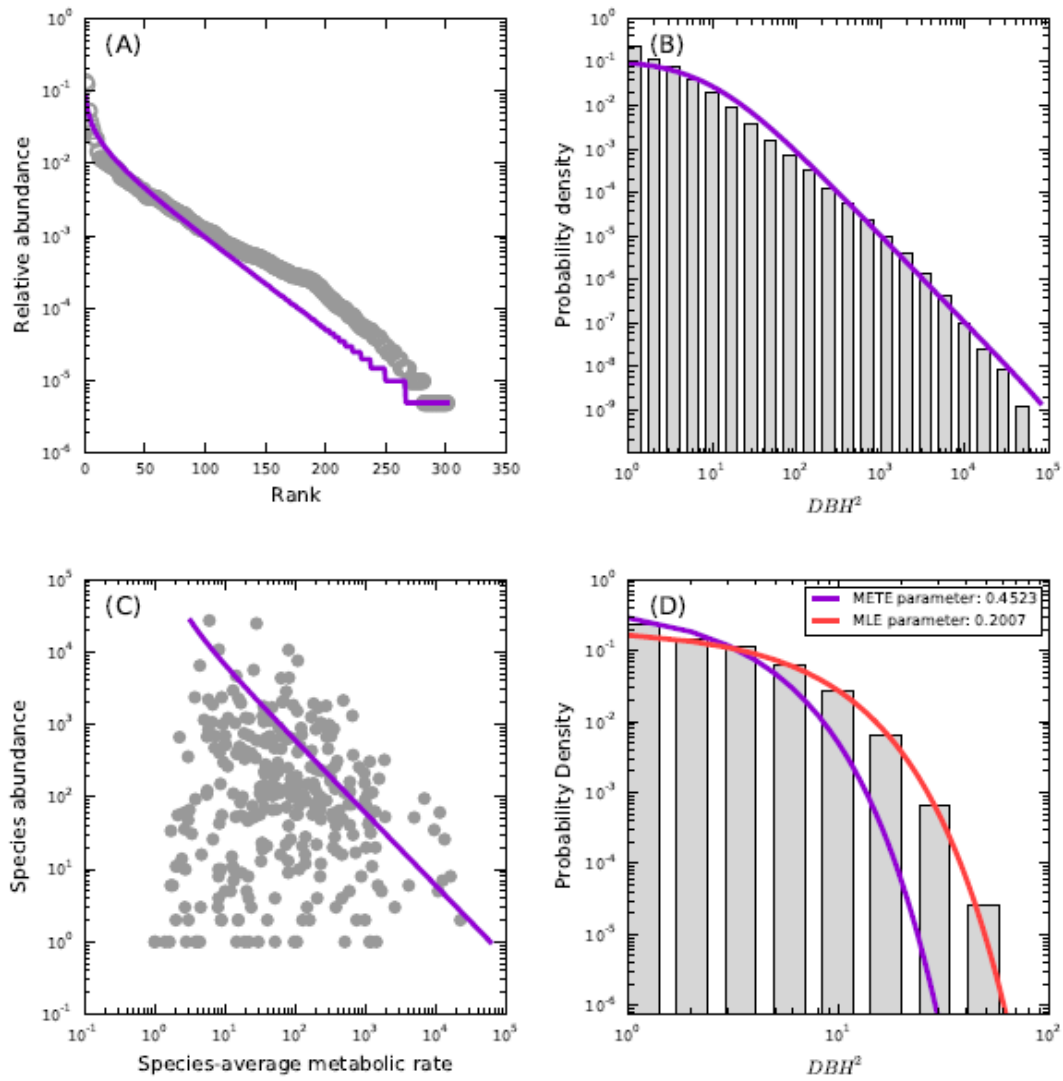 (A)
Relative abundance
10^0
10^-1
10^-2
10^-3
10^-4
10^-5
10^-6
0 50 100 150 200 250 300 350
Rank
(B)
Probability density
10^0
10^-1
10^-2
10^-3
10^-4
10^-5
10^-6
10^-7
10^-8
10^-9
10^0 10^1 10^2 10^3 10^4 10^5
DBH^2
(C)
Species abundance
10^5
10^4
10^3
10^2
10^1
10^0
10^-1
10^-1 10^0 10^1 10^2 10^3 10^4 10^5
Species-average metabolic rate
(D)
METE parameter: 0.4523
MLE parameter: 0.2007
Probability Density
10^0
10^-1
10^-2
10^-3
10^-4
10^-5
10^-6
10^0 10^1 10^2
DBH^2